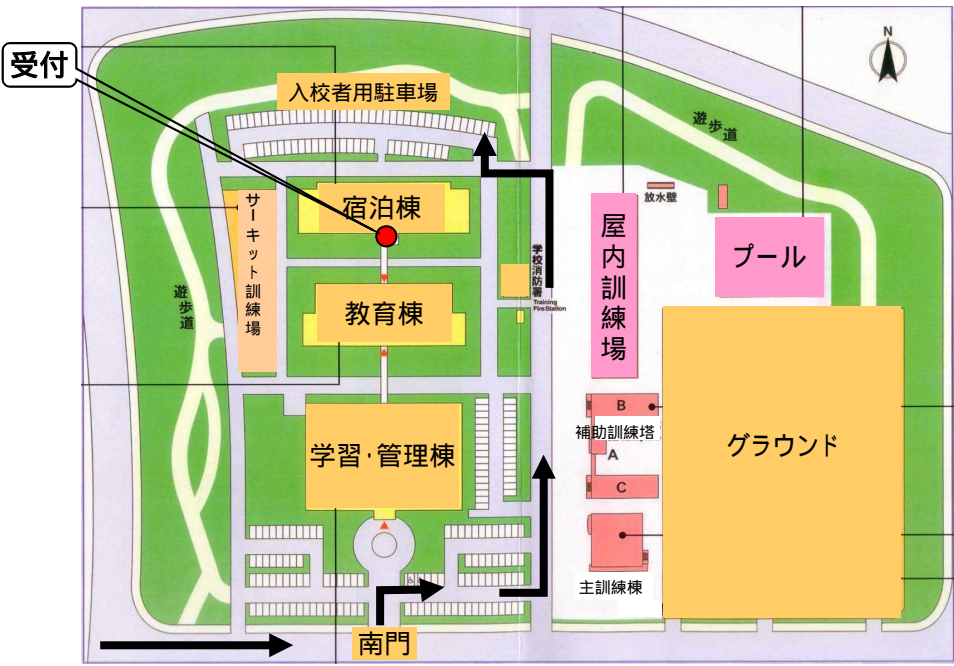 N
受付
入校者用駐車場
遊歩道
サーキット訓練場
宿泊棟
放水壁
屋内訓練場
プール
学校消防署
Training
Fire Station
遊歩道
教育棟
B
補助訓練塔
A
C
グラウンド
学習・管理棟
主訓練棟
南門